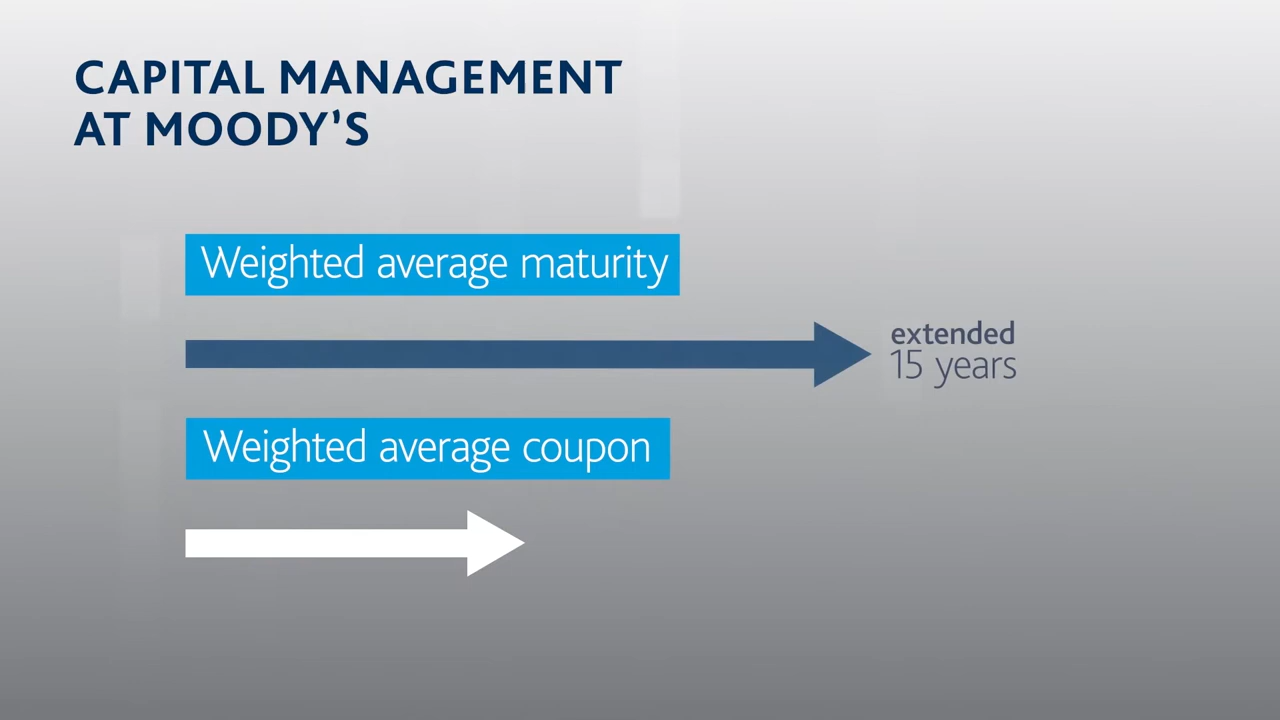 CAPITAL MANAGEMENT
AT MOODY'S
Weighted average maturity
extended
15 years
Weighted average coupon